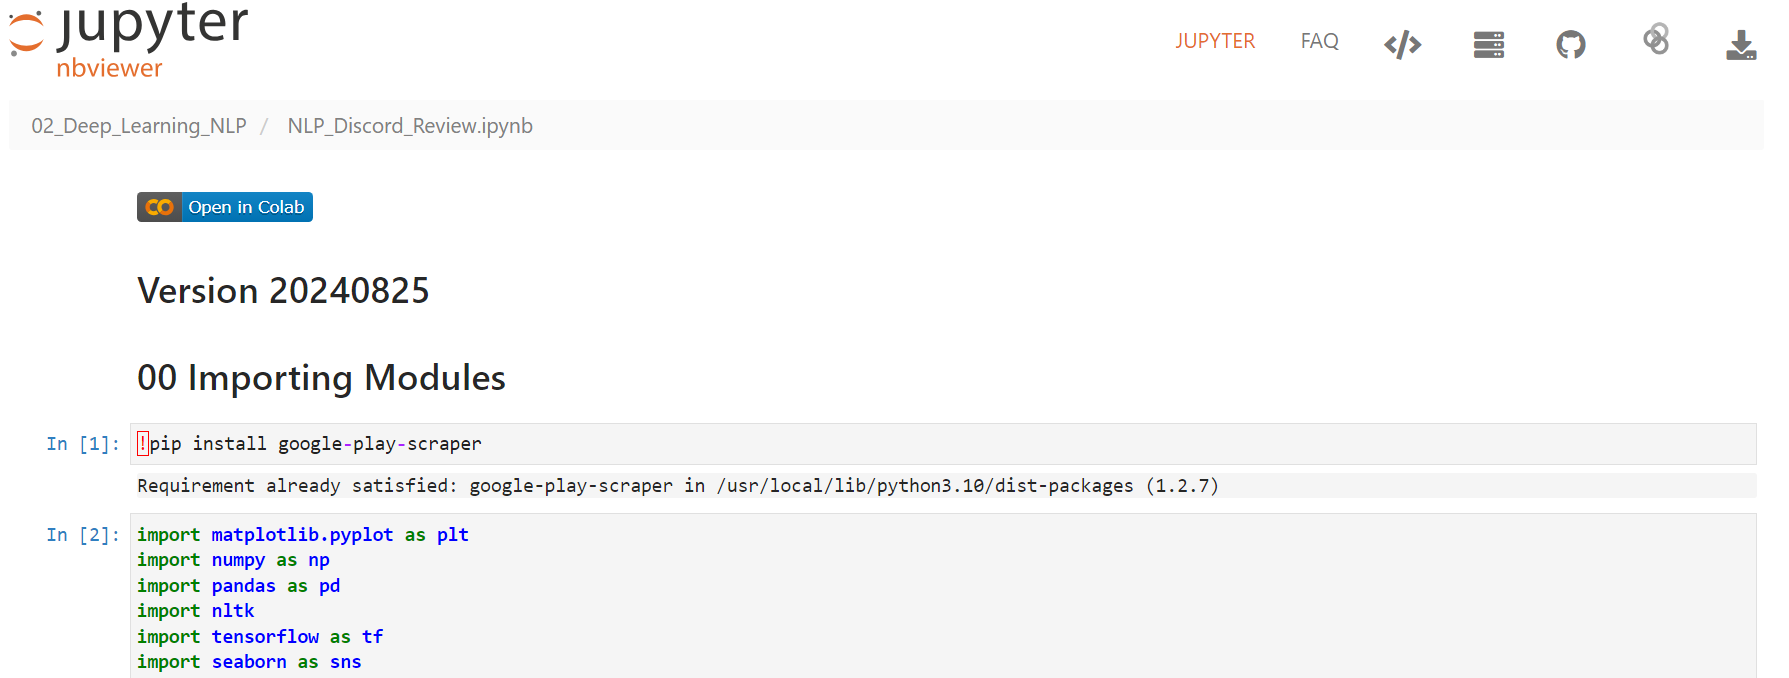 jupyter
nbviewer
JUPYTER FAQ
02_Deep_Learning_NLP / NLP_Discord_Review.ipynb
Open in Colab
Version 20240825
00 Importing Modules
In [1]: !pip install google-play-scraper
Requirement already satisfied: google-play-scraper in /usr/local/lib/python3.10/dist-packages (1.2.7)
In [2]: import matplotlib.pyplot as plt
import numpy as np
import pandas as pd
import nltk
import tensorflow as tf
import seaborn as sns